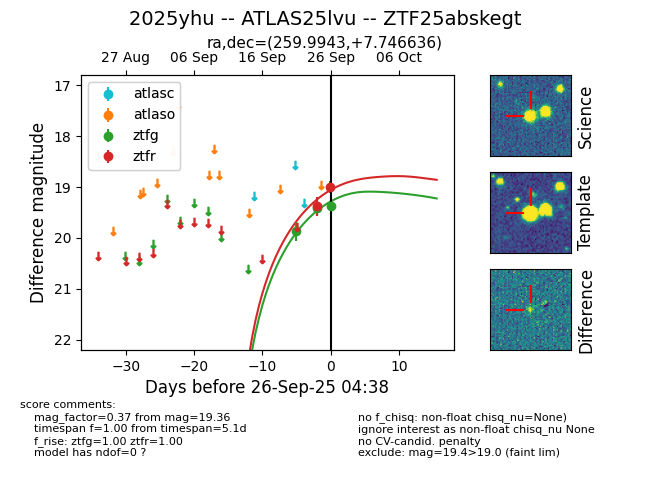 2025yhu -- ATLAS25lvu -- ZTF25abskegt
ra,dec=(259.9943,+7.746636)
27 Aug 06 Sep 16 Sep 26 Sep 06 Oct
atlasc
atlaso
ztfg
ztfr
17
18
19
20
21
22
Difference magnitude
−30 −20 −10 0 10
Days before 26-Sep-25 04:38
Science
Template
Difference
score comments:
mag_factor=0.37 from mag=19.36
timespan f=1.00 from timespan=5.1d
f_rise: ztfg=1.00 ztfr=1.00
model has ndof=0 ?
no f_chisq: non-float chisq_nu=None)
ignore interest as non-float chisq_nu None
no CV-candid. penalty
exclude: mag=19.4>19.0 (faint lim)